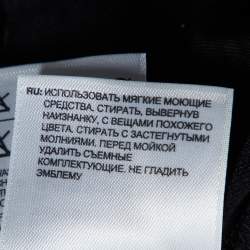 RU: ИСПОЛЬЗОВАТЬ МЯГКИЕ МОЮЩИЕ
СРЕДСТВА. СТИРАТЬ, ВЫВЕРНУВ
НАИЗНАНКУ, С ВЕЩАМИ ПОХОЖЕГО
ЦВЕТА. СТИРАТЬ С ЗАСТЕГНУТЫМИ
МОЛНИЯМИ. ПЕРЕД МОЙКОЙ
УДАЛИТЬ СЪЕМНЫЕ
КОМПЛЕКТУЮЩИЕ. НЕ ГЛАДИТЬ
ЭМБЛЕМУ